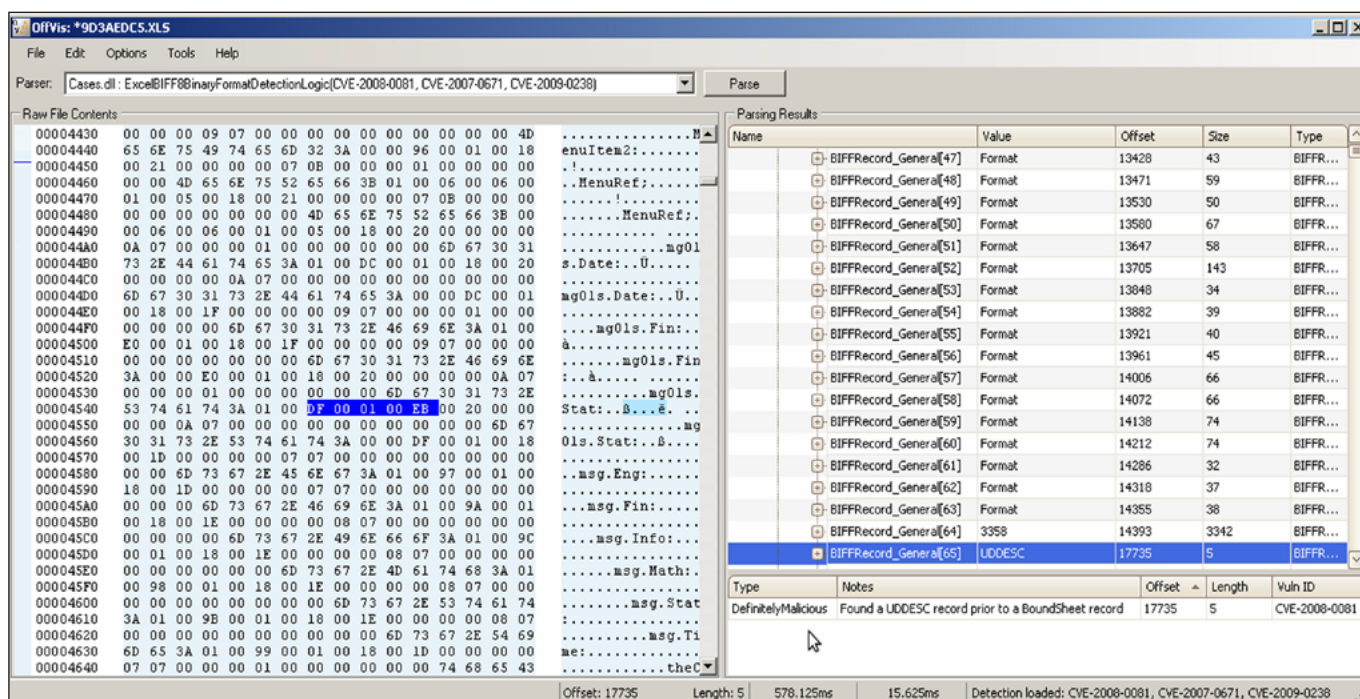 OffVis: *9D3AEDC5.XLS
File Edit Options Tools Help
Parser: Cases.dll : ExcelBIFF8BinaryFormatDetectionLogic(CVE-2008-0081, CVE-2007-0671, CVE-2009-0238) Parse
Raw File Contents
00004430 00 00 00 09 07 00 00 00 00 00 00 00 00 00 00 4D ...............M
00004440 65 6E 75 49 74 65 6D 32 3A 00 00 96 00 01 00 18 enuItem2:.......
00004450 00 21 00 00 00 00 07 0B 00 00 00 01 00 00 00 00 .!..............
00004460 00 00 4D 65 6E 75 52 65 66 3B 01 00 06 00 06 00 ..MenuRef;......
00004470 01 00 05 00 18 00 21 00 00 00 00 07 0B 00 00 00 ......!.........
00004480 00 00 00 00 00 00 00 4D 65 6E 75 52 65 66 3B 00 .......MenuRef;.
00004490 00 06 00 06 00 01 00 05 00 18 00 20 00 00 00 00 ........... ....
000044A0 0A 07 00 00 00 01 00 00 00 00 00 00 6D 67 30 31 ............mg01
000044B0 73 2E 44 61 74 65 3A 01 00 DC 00 01 00 18 00 20 s.Date:..Ü.....
000044C0 00 00 00 00 0A 07 00 00 00 00 00 00 00 00 00 00 ................
000044D0 6D 67 30 31 73 2E 44 61 74 65 3A 00 00 DC 00 01 mg01s.Date:..Ü..
000044E0 00 18 00 1F 00 00 00 00 09 07 00 00 00 01 00 00 ................
000044F0 00 00 00 00 6D 67 30 31 73 2E 46 69 6E 3A 01 00 ....mg01s.Fin:..
00004500 E0 00 01 00 18 00 1F 00 00 00 00 09 07 00 00 00 à...............
00004510 00 00 00 00 00 00 00 6D 67 30 31 73 2E 46 69 6E .......mg01s.Fin
00004520 3A 00 00 E0 00 01 00 18 00 20 00 00 00 00 0A 07 :..à..... ......
00004530 00 00 00 01 00 00 00 00 00 00 6D 67 30 31 73 2E ..........mg01s.
00004540 53 74 61 74 3A 01 00 DF 00 01 00 EB 00 20 00 00 Stat:..ß...ë. ..
00004550 00 00 0A 07 00 00 00 00 00 00 00 00 00 00 6D 67 ..............mg
00004560 30 31 73 2E 53 74 61 74 3A 00 00 DF 00 01 00 18 01s.Stat:..ß....
00004570 00 1D 00 00 00 00 07 07 00 00 00 01 00 00 00 00 ................
00004580 00 00 6D 73 67 2E 45 6E 67 3A 01 00 97 00 01 00 ..msg.Eng:......
00004590 18 00 1D 00 00 00 00 07 07 00 00 00 01 00 00 00 ................
000045A0 00 00 00 6D 73 67 2E 46 69 6E 3A 01 00 9A 00 01 ...msg.Fin:.....
000045B0 00 18 00 1E 00 00 00 00 08 07 00 00 00 01 00 00 ................
000045C0 00 00 00 00 6D 73 67 2E 49 6E 66 6F 3A 01 00 9C ....msg.Info:...
000045D0 00 01 00 18 00 1E 00 00 00 00 08 07 00 00 00 01 ................
000045E0 00 00 00 00 00 00 6D 73 67 2E 4D 61 74 68 3A 01 ......msg.Math:.
000045F0 00 98 00 01 00 18 00 1E 00 00 00 00 08 07 00 00 ................
00004600 00 01 00 00 00 00 00 00 6D 73 67 2E 53 74 61 74 ........msg.Stat
00004610 3A 01 00 9B 00 01 00 18 00 1E 00 00 00 00 08 07 :...............
00004620 00 00 00 01 00 00 00 00 00 00 6D 73 67 2E 54 69 ..........msg.Ti
00004630 6D 65 3A 01 00 99 00 01 00 18 00 1D 00 00 00 00 me:.............
00004640 07 07 00 00 00 01 00 00 00 00 00 00 74 68 65 43 ............theC
Parsing Results
Name Value Offset Size Type
BIFFRecord_General[47] Format 13428 43 BIFFR...
BIFFRecord_General[48] Format 13471 59 BIFFR...
BIFFRecord_General[49] Format 13530 50 BIFFR...
BIFFRecord_General[50] Format 13580 67 BIFFR...
BIFFRecord_General[51] Format 13647 58 BIFFR...
BIFFRecord_General[52] Format 13705 143 BIFFR...
BIFFRecord_General[53] Format 13848 34 BIFFR...
BIFFRecord_General[54] Format 13882 39 BIFFR...
BIFFRecord_General[55] Format 13921 40 BIFFR...
BIFFRecord_General[56] Format 13961 45 BIFFR...
BIFFRecord_General[57] Format 14006 66 BIFFR...
BIFFRecord_General[58] Format 14072 66 BIFFR...
BIFFRecord_General[59] Format 14138 74 BIFFR...
BIFFRecord_General[60] Format 14212 74 BIFFR...
BIFFRecord_General[61] Format 14286 32 BIFFR...
BIFFRecord_General[62] Format 14318 37 BIFFR...
BIFFRecord_General[63] Format 14355 38 BIFFR...
BIFFRecord_General[64] 3358 14393 3342 BIFFR...
BIFFRecord_General[65] UDDESC 17735 5 BIFFR...
Type Notes Offset Length Vuln ID
DefinitelyMalicious Found a UDDESC record prior to a BoundSheet record 17735 5 CVE-2008-0081
Offset: 17735 Length: 5 578.125ms 15.625ms Detection loaded: CVE-2008-0081, CVE-2007-0671, CVE-2009-0238